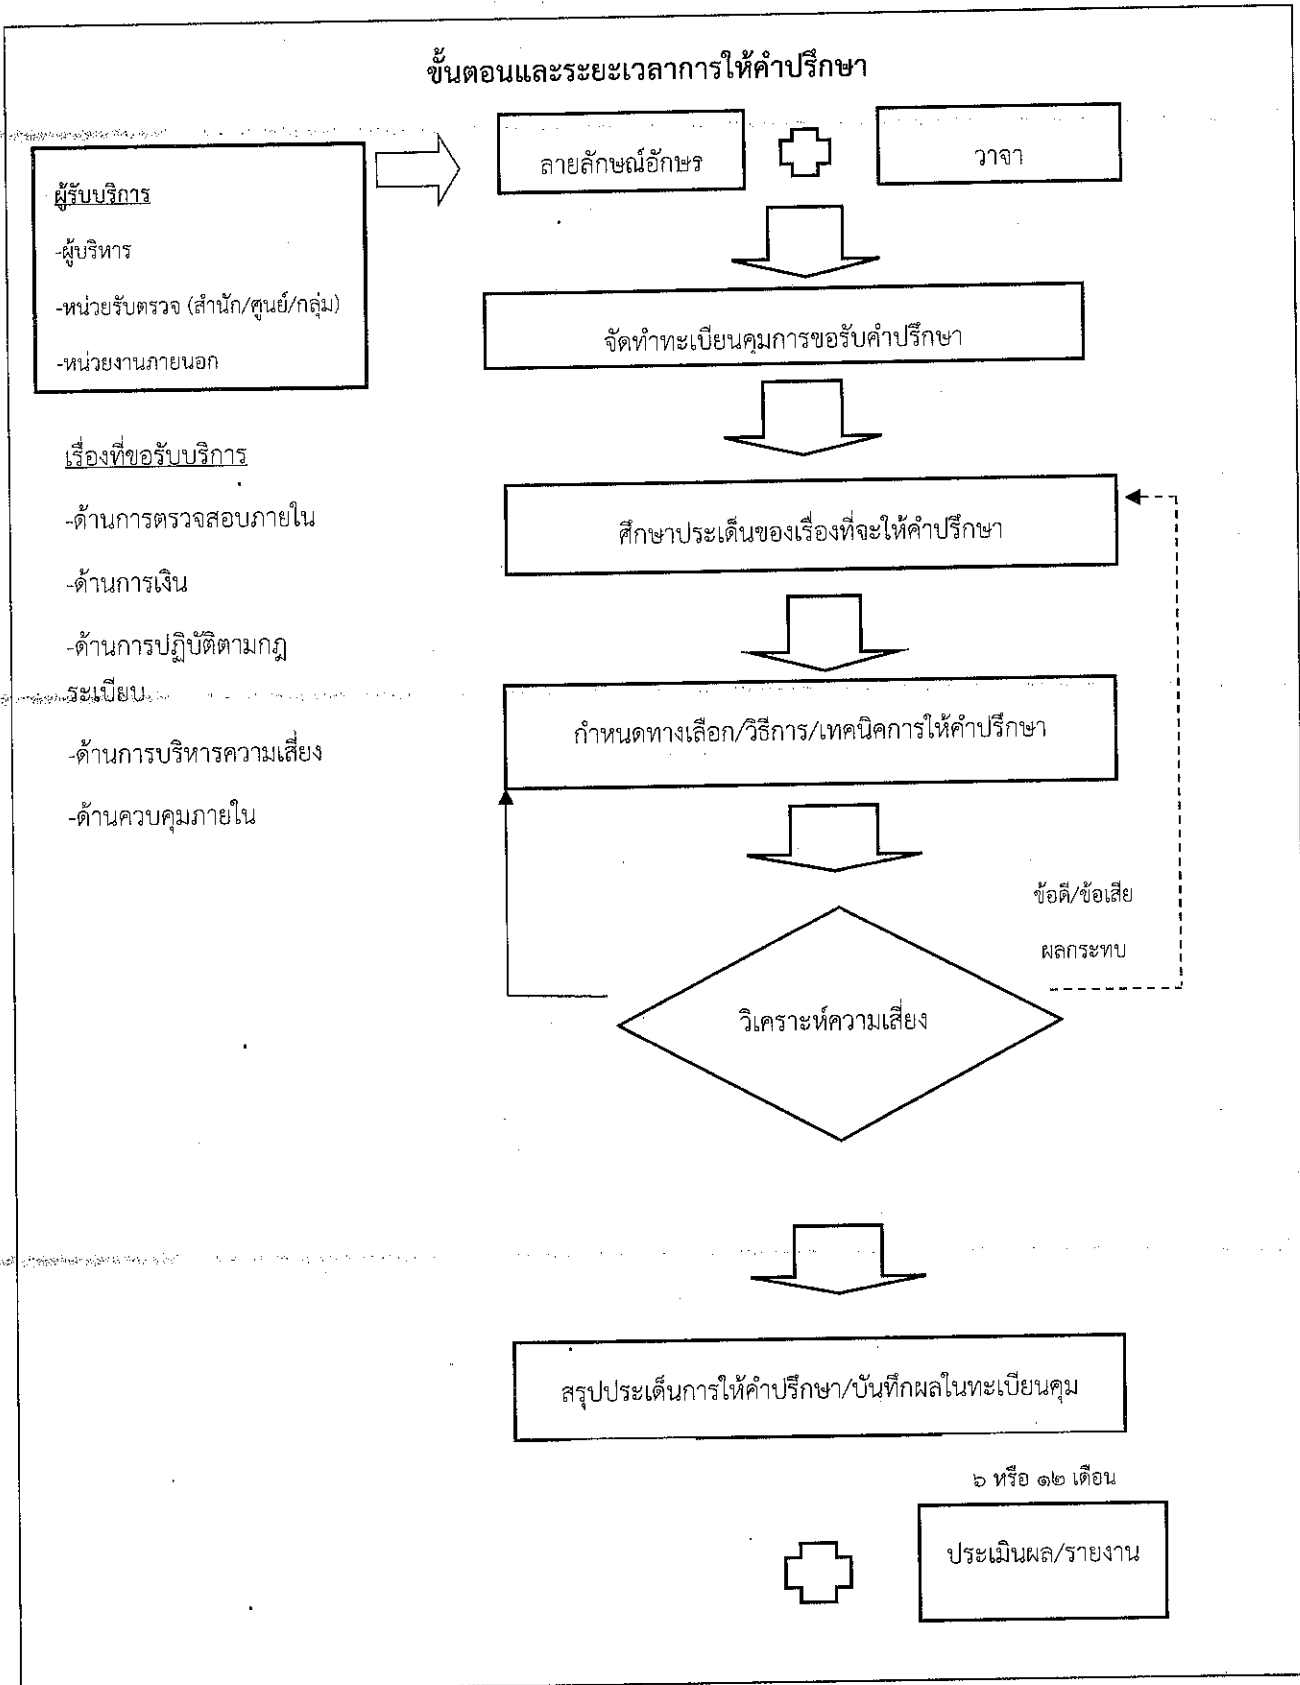 ขั้นตอนและระยะเวลาการให้คำปรึกษา
ลายลักษณ์อักษร
วาจา
ผู้รับบริการ
-ผู้บริหาร
-หน่วยรับตรวจ (สำนัก/ศูนย์/กลุ่ม)
-หน่วยงานภายนอก
จัดทำทะเบียนคุมการขอรับคำปรึกษา
เรื่องที่ขอรับบริการ
-ด้านการตรวจสอบภายใน
-ด้านการเงิน
-ด้านการปฏิบัติตามกฎ
ระเบียบ
-ด้านการบริหารความเสี่ยง
-ด้านควบคุมภายใน
ศึกษาประเด็นของเรื่องที่จะให้คำปรึกษา
กำหนดทางเลือก/วิธีการ/เทคนิคการให้คำปรึกษา
ข้อดี/ข้อเสีย
ผลกระทบ
วิเคราะห์ความเสี่ยง
สรุปประเด็นการให้คำปรึกษา/บันทึกผลในทะเบียนคุม
๖ หรือ ๑๒ เดือน
ประเมินผล/รายงาน